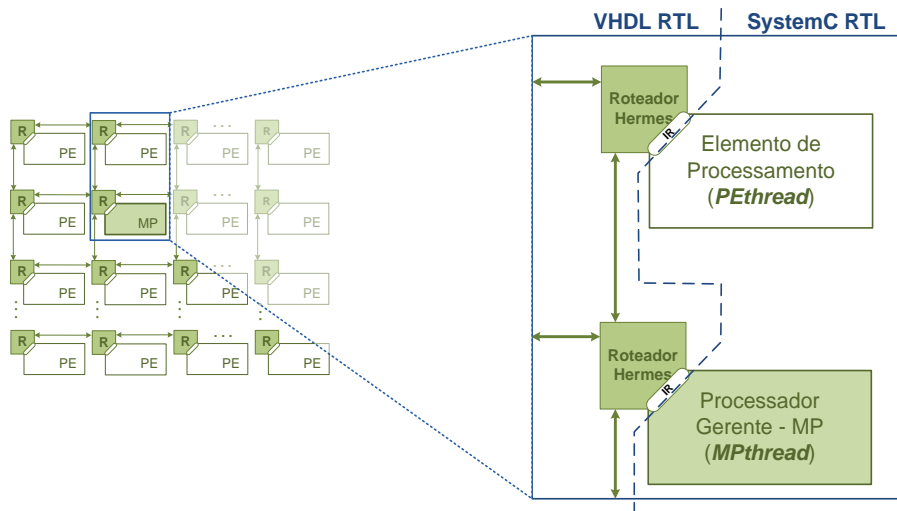 VHDL RTL SystemC RTL
R R R . . . R
PE PE PE PE
R R R . . . R
PE MP PE PE
R R R R
PE PE PE PE
R R R . . . R
PE PE PE PE
Roteador
Hermes
IR
Elemento de
Processamento
(PEthread)
Roteador
Hermes
IR
Processador
Gerente - MP
(MPthread)